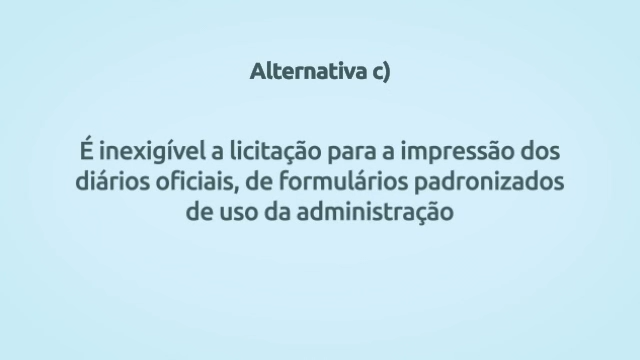 Alternativa c)
É inexigível a licitação para a impressão dos
diários oficiais, de formulários padronizados
de uso da administração